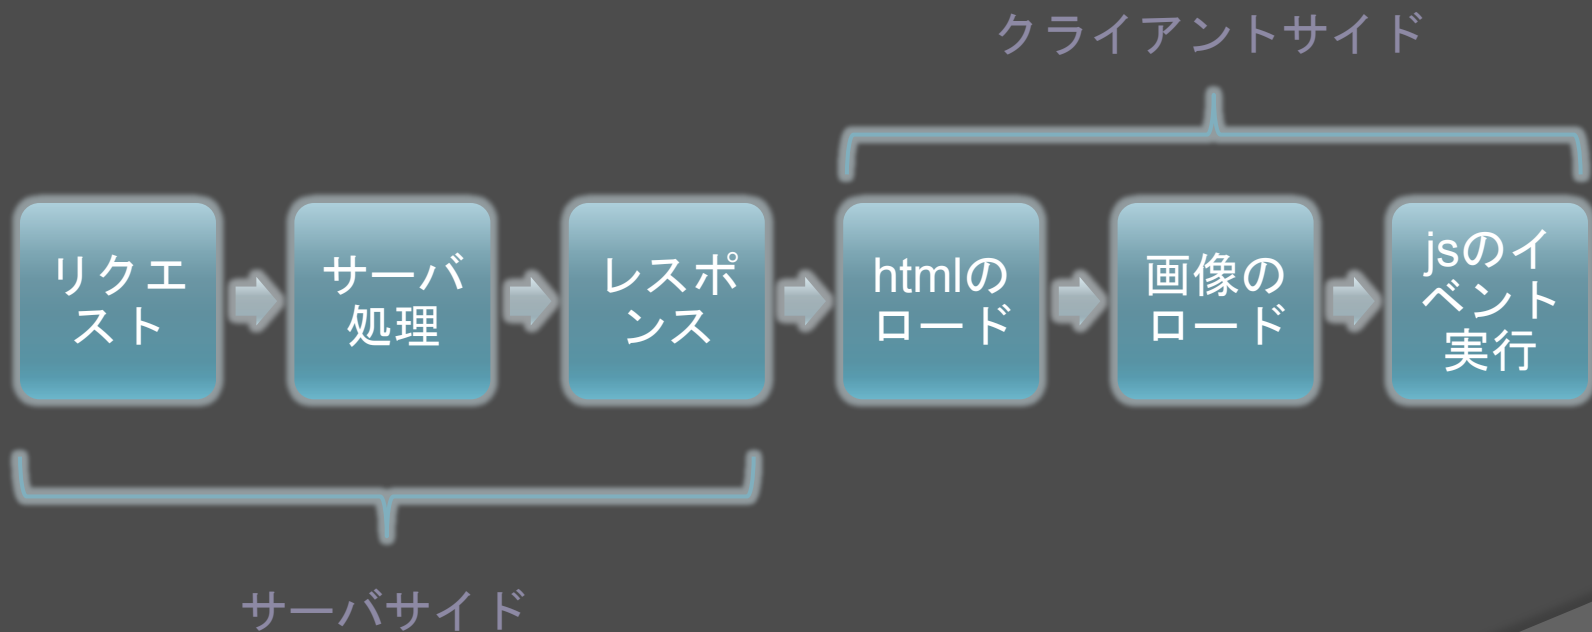 クライアントサイド
リクエ
スト
サーバ
処理
レスポ
ンス
htmlの
ロード
画像の
ロード
jsのイ
ベント
実行
サーバサイド